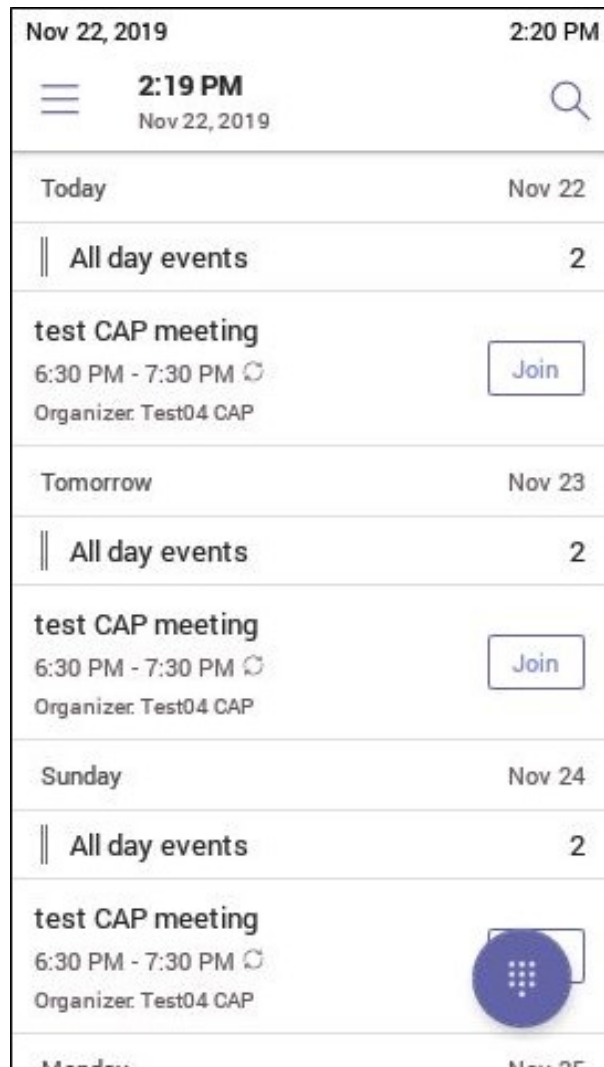 Nov 22, 2019 2:20 PM
2:19 PM
Nov 22, 2019
Today Nov 22
All day events 2
test CAP meeting
6:30 PM - 7:30 PM
Join
Organizer: Test04 CAP
Tomorrow Nov 23
All day events 2
test CAP meeting
6:30 PM - 7:30 PM
Join
Organizer: Test04 CAP
Sunday Nov 24
All day events 2
test CAP meeting
6:30 PM - 7:30 PM
Organizer: Test04 CAP
Monday Nov 25